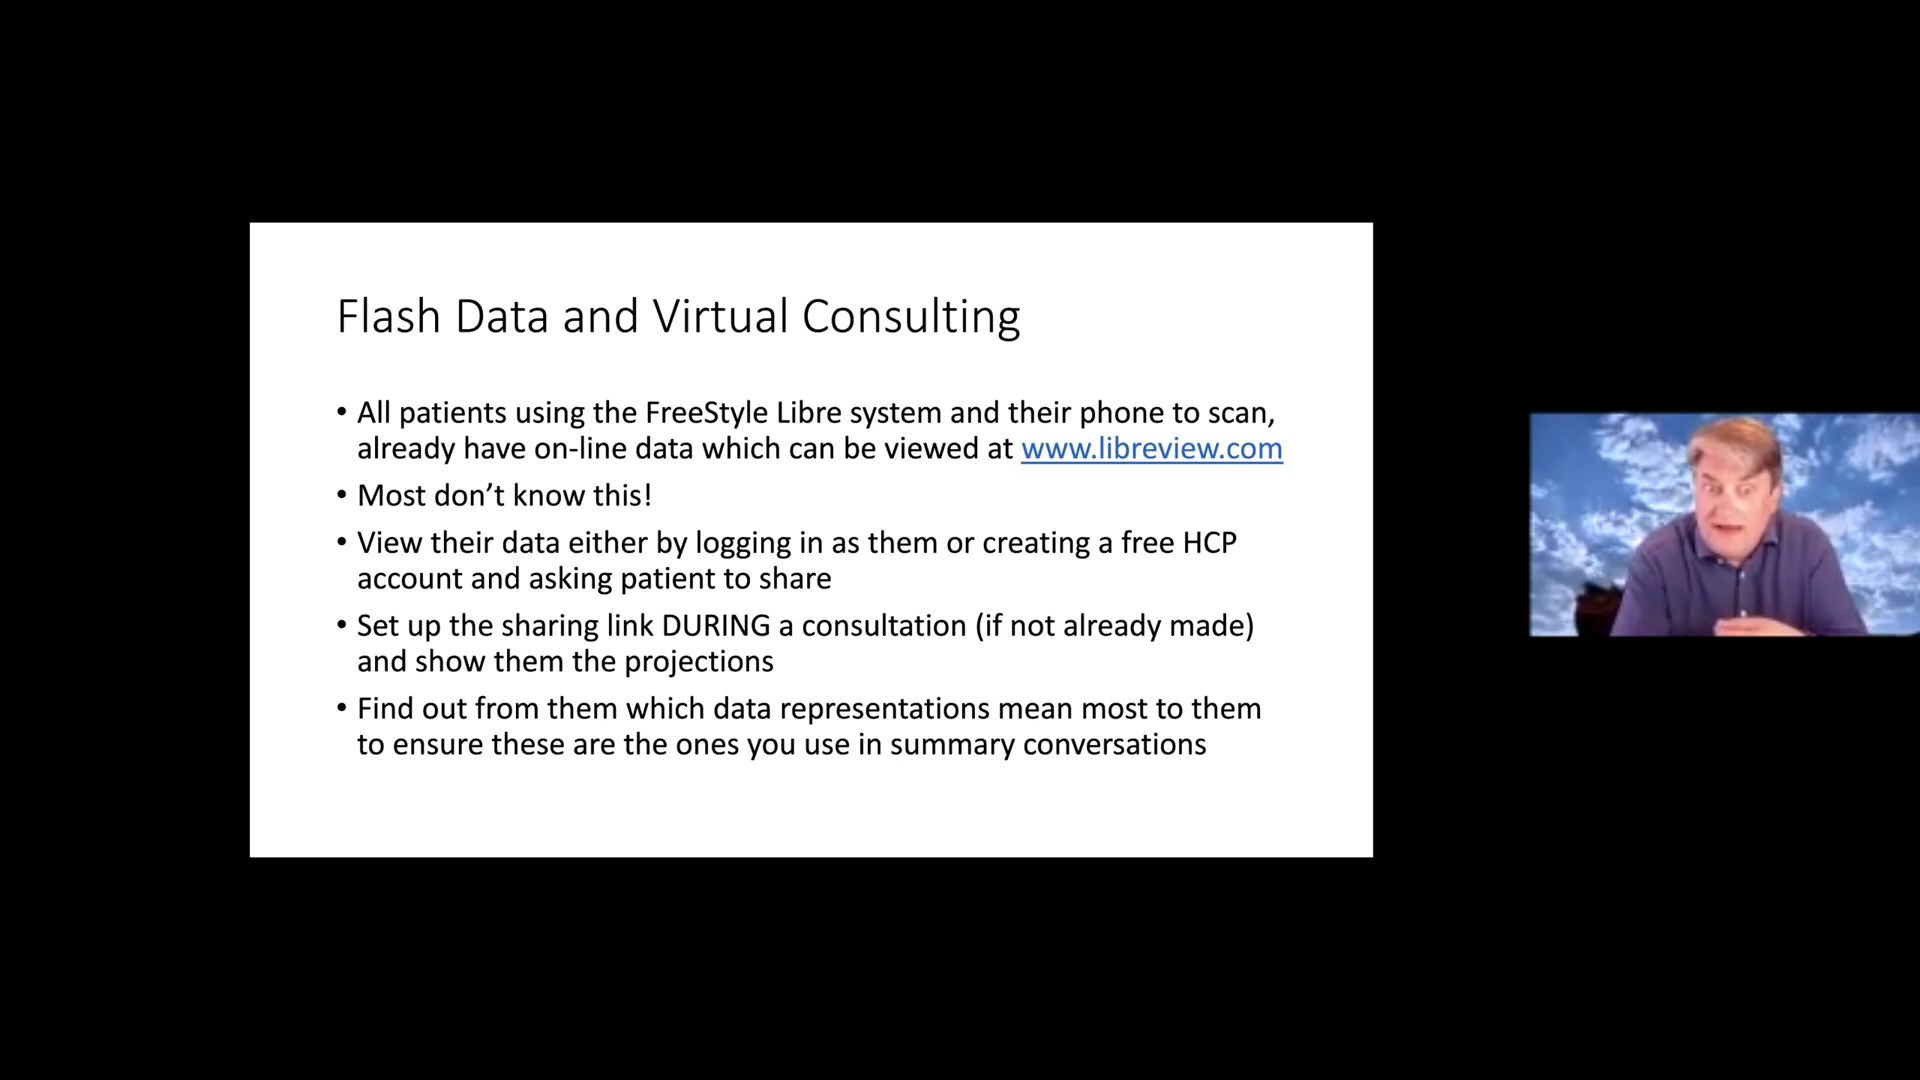 Flash Data and Virtual Consulting
• All patients using the FreeStyle Libre system and their phone to scan,
already have on-line data which can be viewed at www.libreview.com
• Most don’t know this!
• View their data either by logging in as them or creating a free HCP
account and asking patient to share
• Set up the sharing link DURING a consultation (if not already made)
and show them the projections
• Find out from them which data representations mean most to them
to ensure these are the ones you use in summary conversations